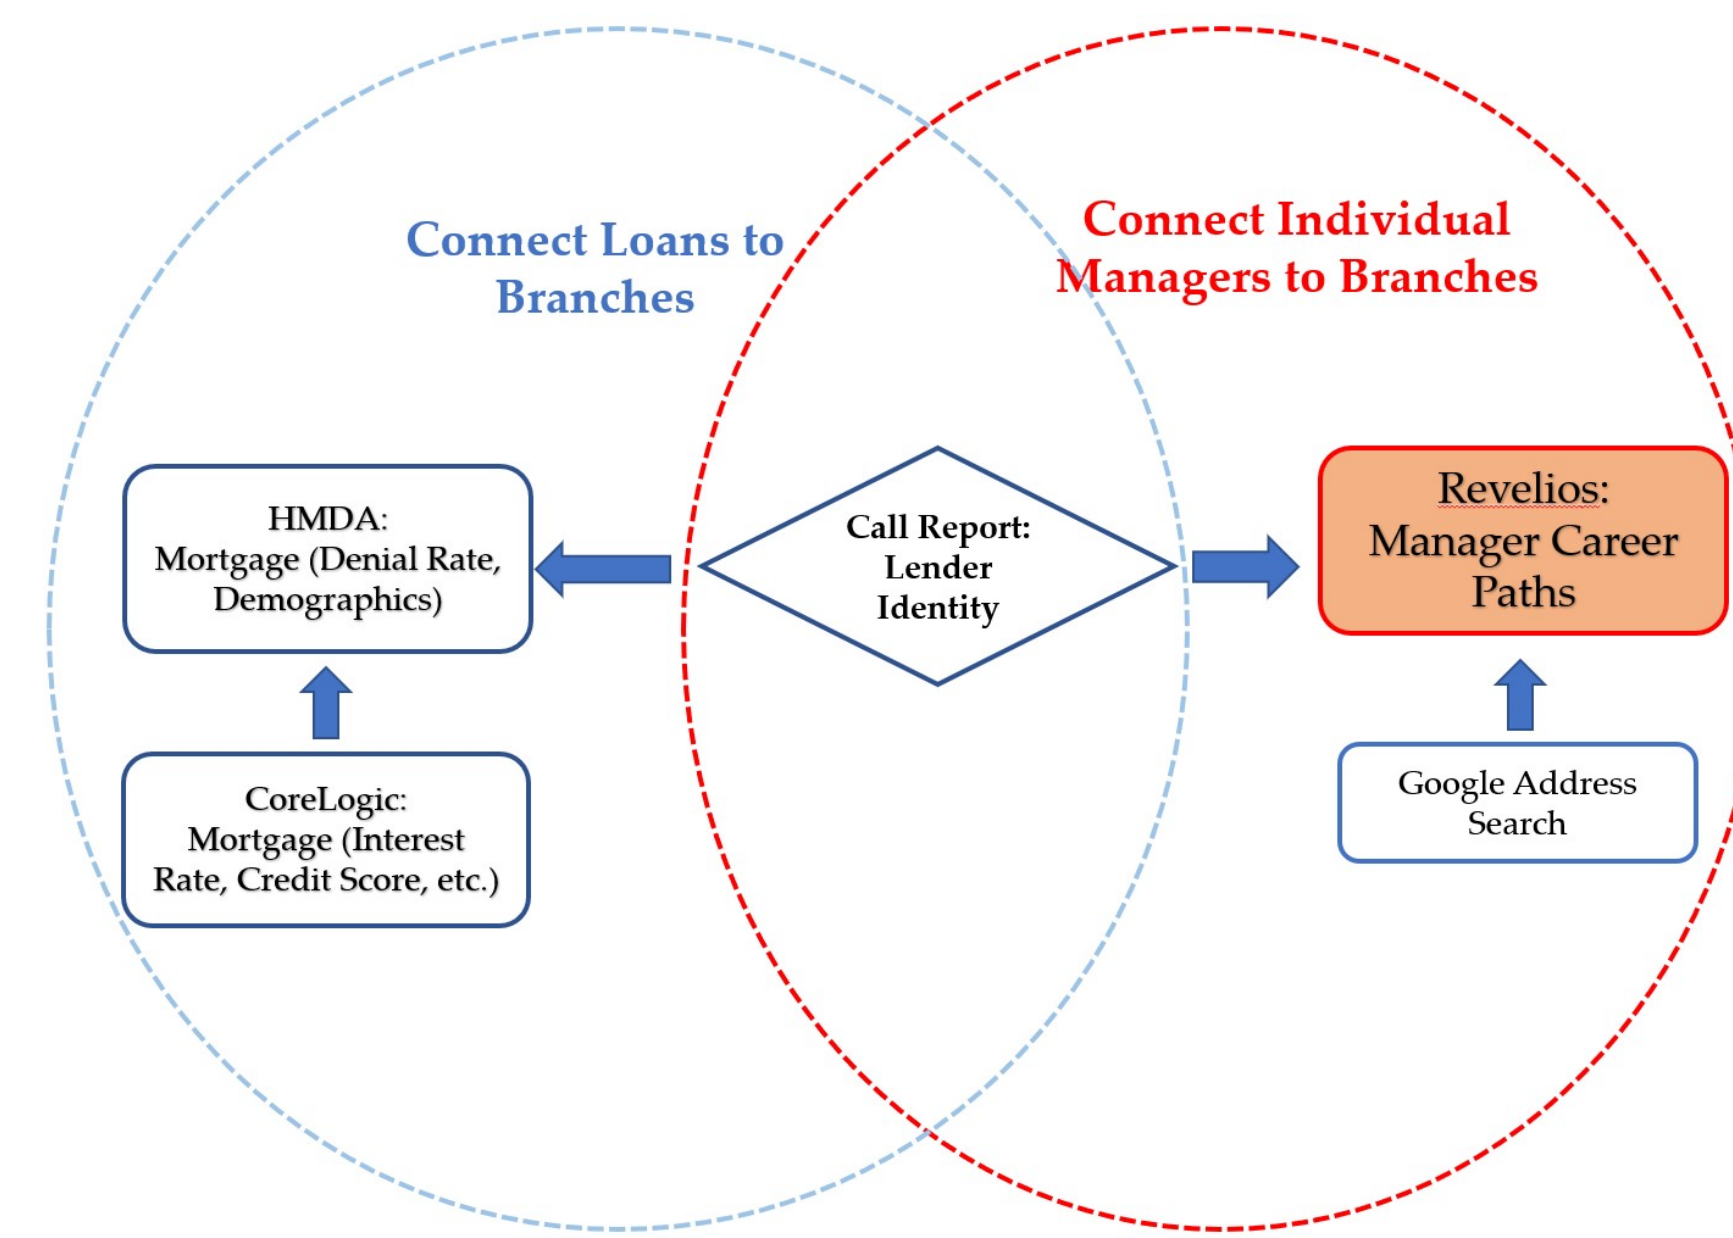 Connect Loans to
Branches
Connect Individual
Managers to Branches
HMDA:
Mortgage (Denial Rate,
Demographics)
Call Report:
Lender
Identity
Revelios:
Manager Career
Paths
CoreLogic:
Mortgage (Interest
Rate, Credit Score, etc.)
Google Address
Search